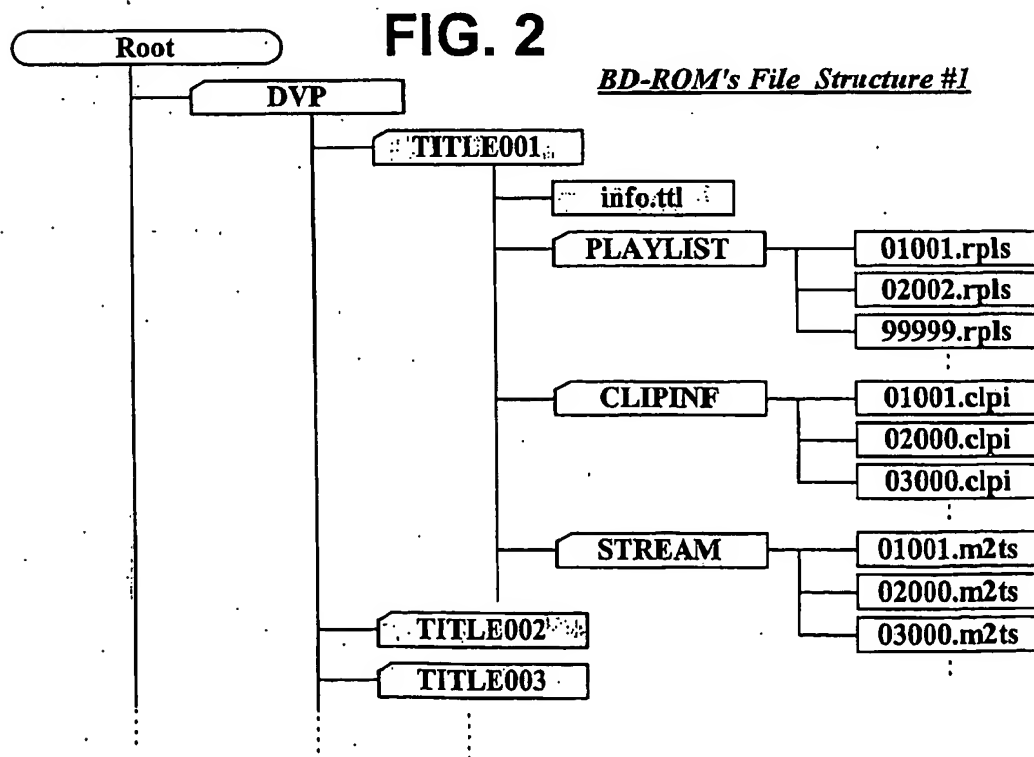 FIG. 2
Root
BD-ROM's File Structure #1
DVP
TITLE001
info.ttl
PLAYLIST
01001.rpls
02002.rpls
99999.rpls
CLIPINF
01001.clpi
02000.clpi
03000.clpi
STREAM
01001.m2ts
02000.m2ts
03000.m2ts
TITLE002
TITLE003